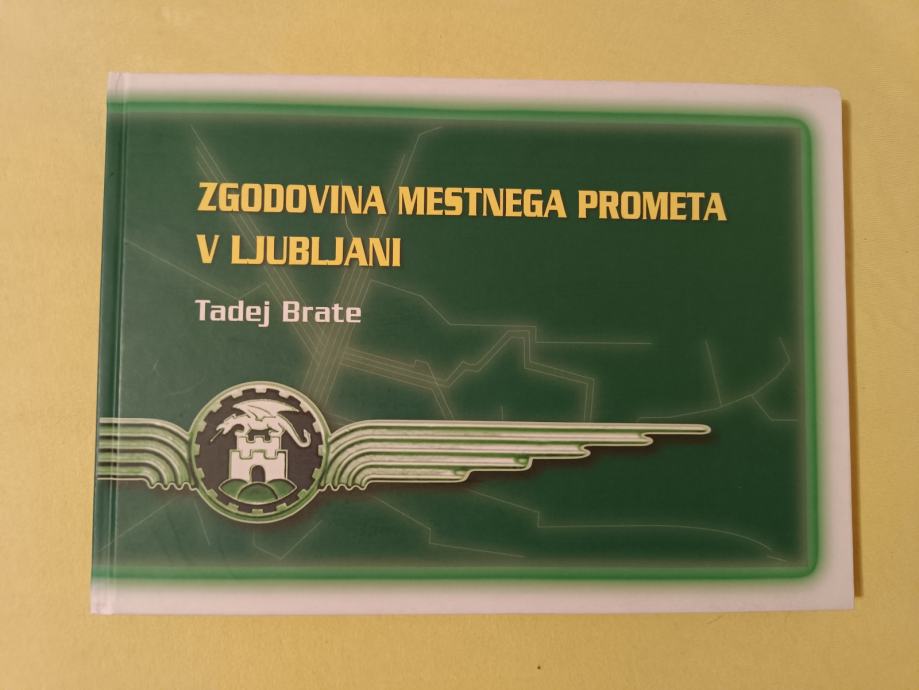 ZGODOVINA MESTNEGA PROMETA
V LJUBLJANI
Tadej Brate